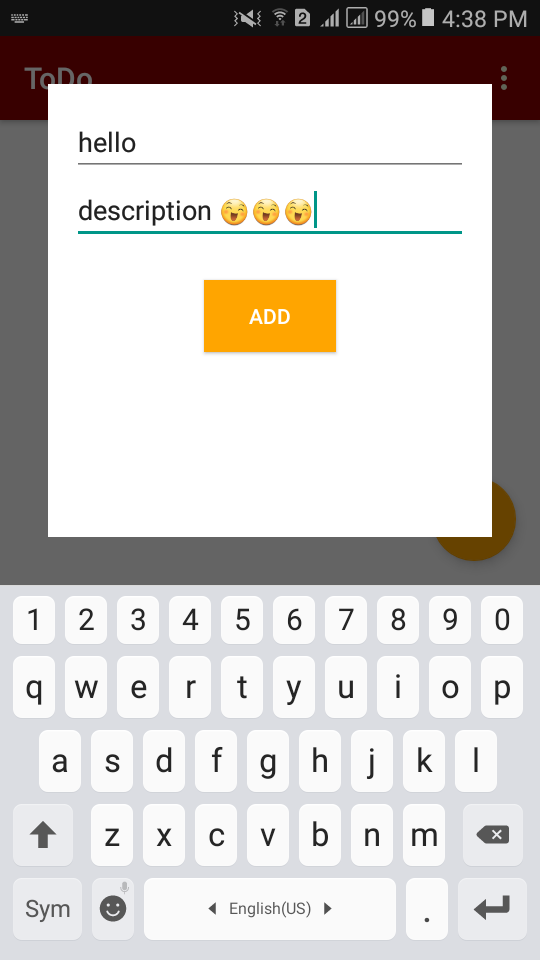 99% 4:38 PM
ToDo
hello
description 😄😄😄
ADD
1 2 3 4 5 6 7 8 9 0
q w e r t y u i o p
a s d f g h j k l
z x c v b n m
Sym English(US) .